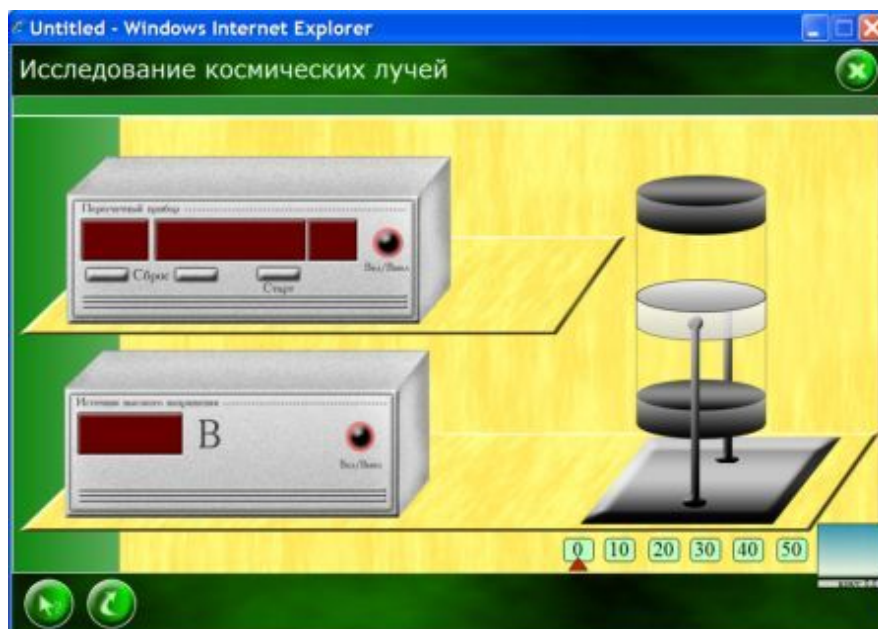 Untitled - Windows Internet Explorer
Исследование космических лучей
Пересчетный прибор
Сброс
Старт
Вкл/Выкл
Источник высокого напряжения
В
Вкл/Выкл
0 10 20 30 40 50